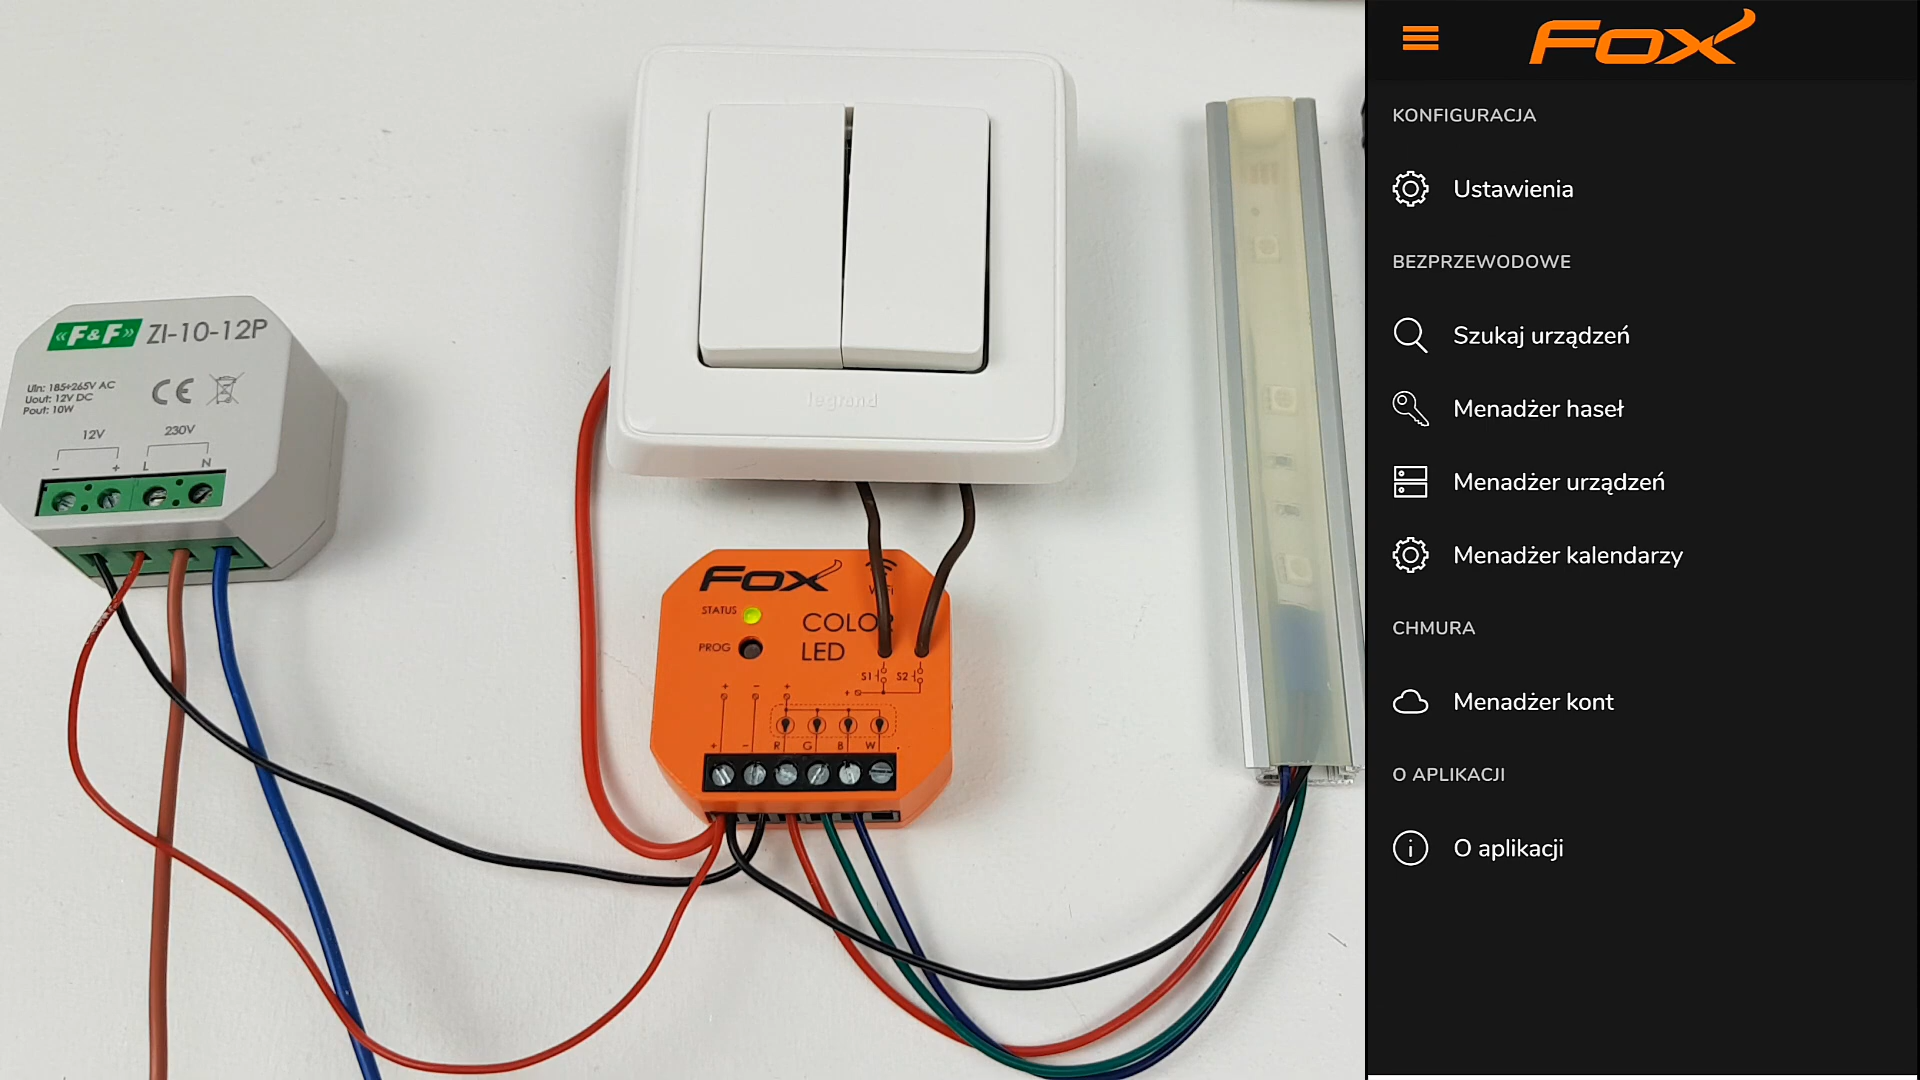 «F&F» ZI-10-12P
Uin: 185÷265V AC
Uout: 12V DC
Pout: 10W
CE
12V
230V
- + L N
legrand
Fox
STATUS
PROG
COLOR
LED
S1 S2
+ - +
+
+ - R G B W
Fox
KONFIGURACJA
Ustawienia
BEZPRZEWODOWE
Szukaj urządzeń
Menadżer haseł
Menadżer urządzeń
Menadżer kalendarzy
CHMURA
Menadżer kont
O APLIKACJI
O aplikacji